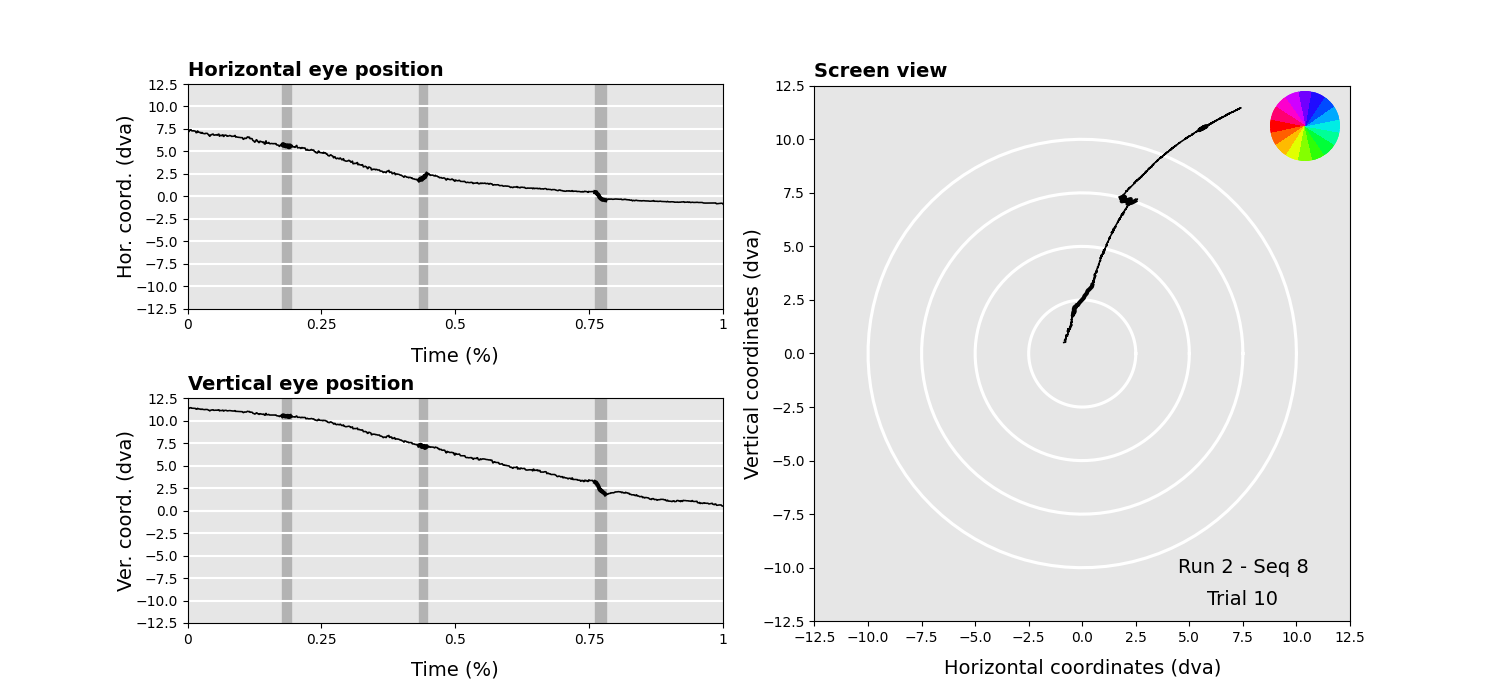 Horizontal eye position
Hor. coord. (dva)
12.5
10.0
7.5
5.0
2.5
0.0
−2.5
−5.0
−7.5
−10.0
−12.5
0 0.25 0.5 0.75 1
Time (%)
Vertical eye position
Ver. coord. (dva)
12.5
10.0
7.5
5.0
2.5
0.0
−2.5
−5.0
−7.5
−10.0
−12.5
0 0.25 0.5 0.75 1
Time (%)
Screen view
Vertical coordinates (dva)
12.5
10.0
7.5
5.0
2.5
0.0
−2.5
−5.0
−7.5
−10.0
−12.5
Run 2 - Seq 8
Trial 10
−12.5 −10.0 −7.5 −5.0 −2.5 0.0 2.5 5.0 7.5 10.0 12.5
Horizontal coordinates (dva)